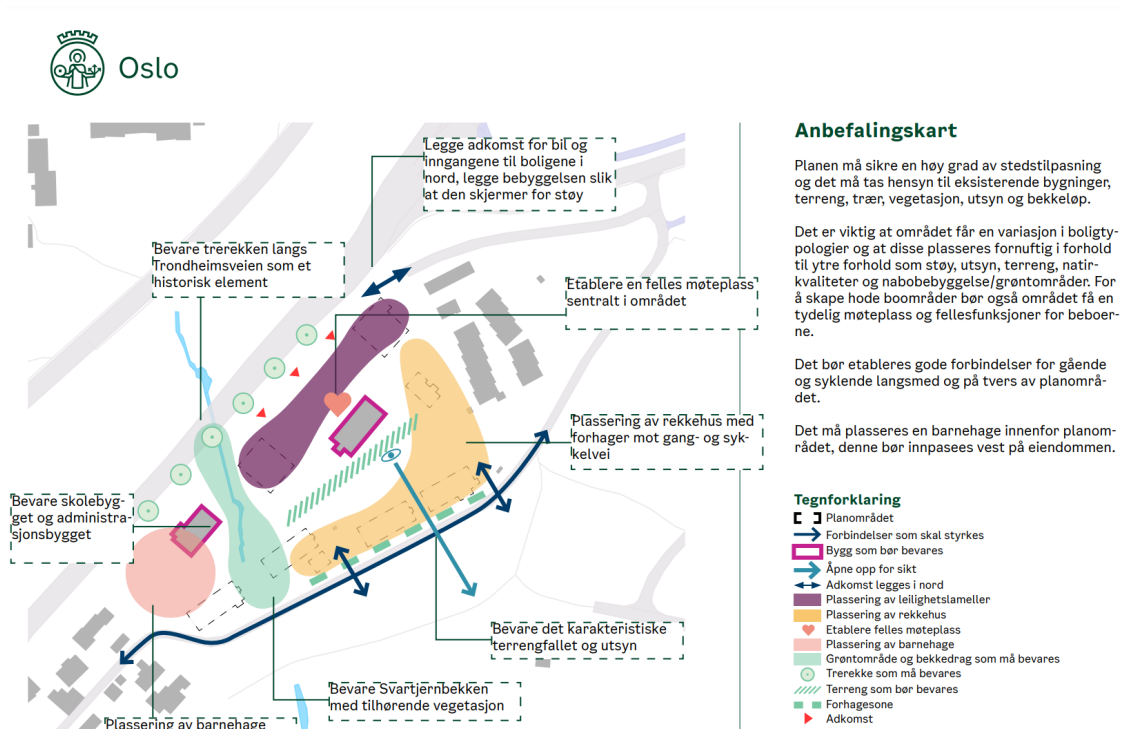 Oslo
Legge adkomst for bil og
inngangene til boligene i
nord, legge bebyggelsen slik
at den skjermer for støy
Bevare trerekken langs
Trondheimsveien som et
historisk element
Etablere en felles møteplass
sentralt i området
Plassering av rekkehus med
forhager mot gang- og syk-
kelvei
Bevare skolebyg-
get og administra-
sjonsbygget
Bevare det karakteristiske
terrengfallet og utsyn
Bevare Svartjernbekken
med tilhørende vegetasjon
Plassering av barnehage
Anbefalingskart
Planen må sikre en høy grad av stedstilpasning
og det må tas hensyn til eksisterende bygninger,
terreng, trær, vegetasjon, utsyn og bekkeløp.
Det er viktig at området får en variasjon i boligty-
pologier og at disse plasseres fornuftig i forhold
til ytre forhold som støy, utsyn, terreng, natir-
kvaliteter og nabobebyggelse/grøntområder. For
å skape hode boområder bør også området få en
tydelig møteplass og fellesfunksjoner for beboer-
ne.
Det bør etableres gode forbindelser for gående
og syklende langsmed og på tvers av planområ-
det.
Det må plasseres en barnehage innenfor planom-
rådet, denne bør innpasees vest på eiendommen.
Tegnforklaring
Planområdet
Forbindelser som skal styrkes
Bygg som bør bevares
Åpne opp for sikt
Adkomst legges i nord
Plassering av leilighetslameller
Plassering av rekkehus
Etablere felles møteplass
Plassering av barnehage
Grøntområde og bekkedrag som må bevares
Trerekke som må bevares
Terreng som bør bevares
Forhagesone
Adkomst